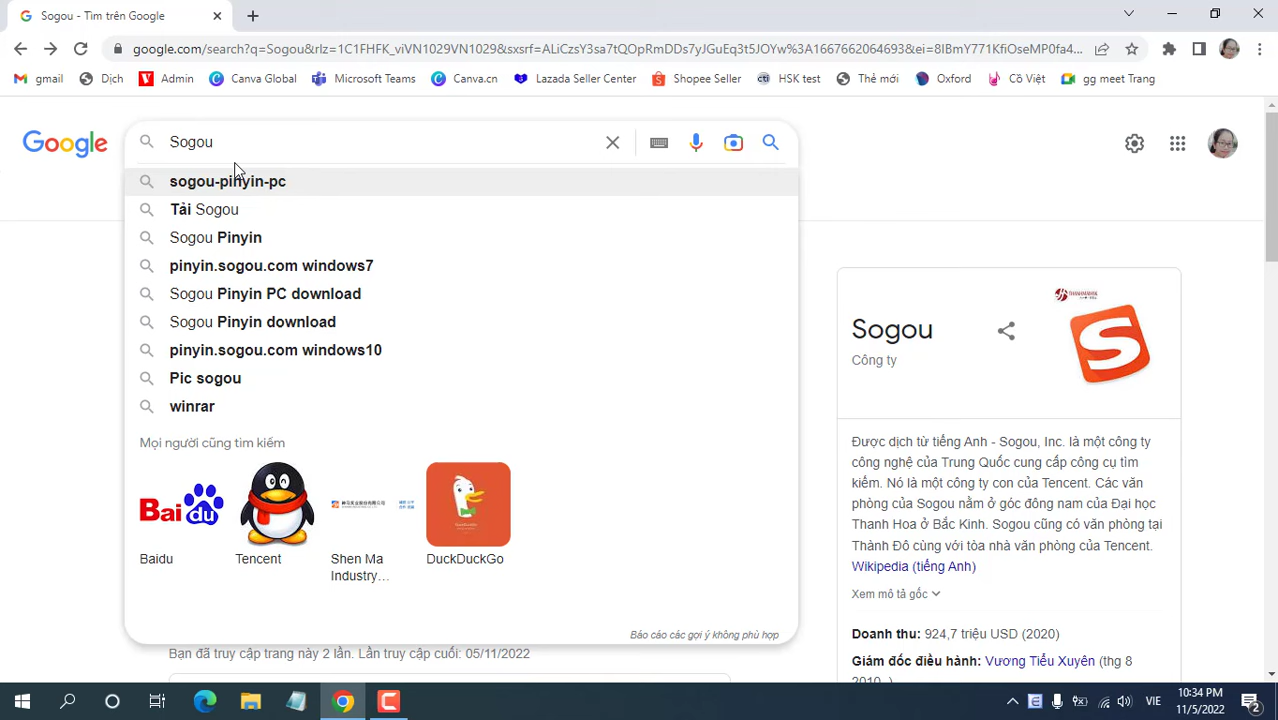 Sogou - Tìm trên Google
google.com/search?q=Sogou&rlz=1C1FHFK_viVN1029VN1029&sxsrf=ALiCzsY3sa7tQOpRmDDs7yJGuEq3t5JOYw%3A1667662064693&ei=8IBmY771KfiOseMP0fa4...
gmail Dịch Admin Canva Global Microsoft Teams Canva.cn Lazada Seller Center Shopee Seller HSK test Thẻ mới Oxford Cô Việt gg meet Trang
Google
Sogou
sogou-pinyin-pc
Tải Sogou
Sogou Pinyin
pinyin.sogou.com windows7
Sogou Pinyin PC download
Sogou Pinyin download
pinyin.sogou.com windows10
Pic sogou
winrar
Mọi người cũng tìm kiếm
Baidu
Tencent
Shen Ma
Industry…
DuckDuckGo
Báo cáo các gợi ý không phù hợp
Bạn đã truy cập trang này 2 lần. Lần truy cập cuối: 05/11/2022
Sogou
Công ty
Được dịch từ tiếng Anh - Sogou, Inc. là một công ty
công nghệ của Trung Quốc cung cấp công cụ tìm
kiếm. Nó là một công ty con của Tencent. Các văn
phòng của Sogou nằm ở góc đông nam của Đại học
Thanh Hoa ở Bắc Kinh. Sogou cũng có văn phòng tại
Thành Đô cùng với tòa nhà văn phòng của Tencent.
Wikipedia (tiếng Anh)
Xem mô tả gốc
Doanh thu: 924,7 triệu USD (2020)
Giám đốc điều hành: Vương Tiểu Xuyên (thg 8
2010–)
VIE
10:34 PM
11/5/2022
2